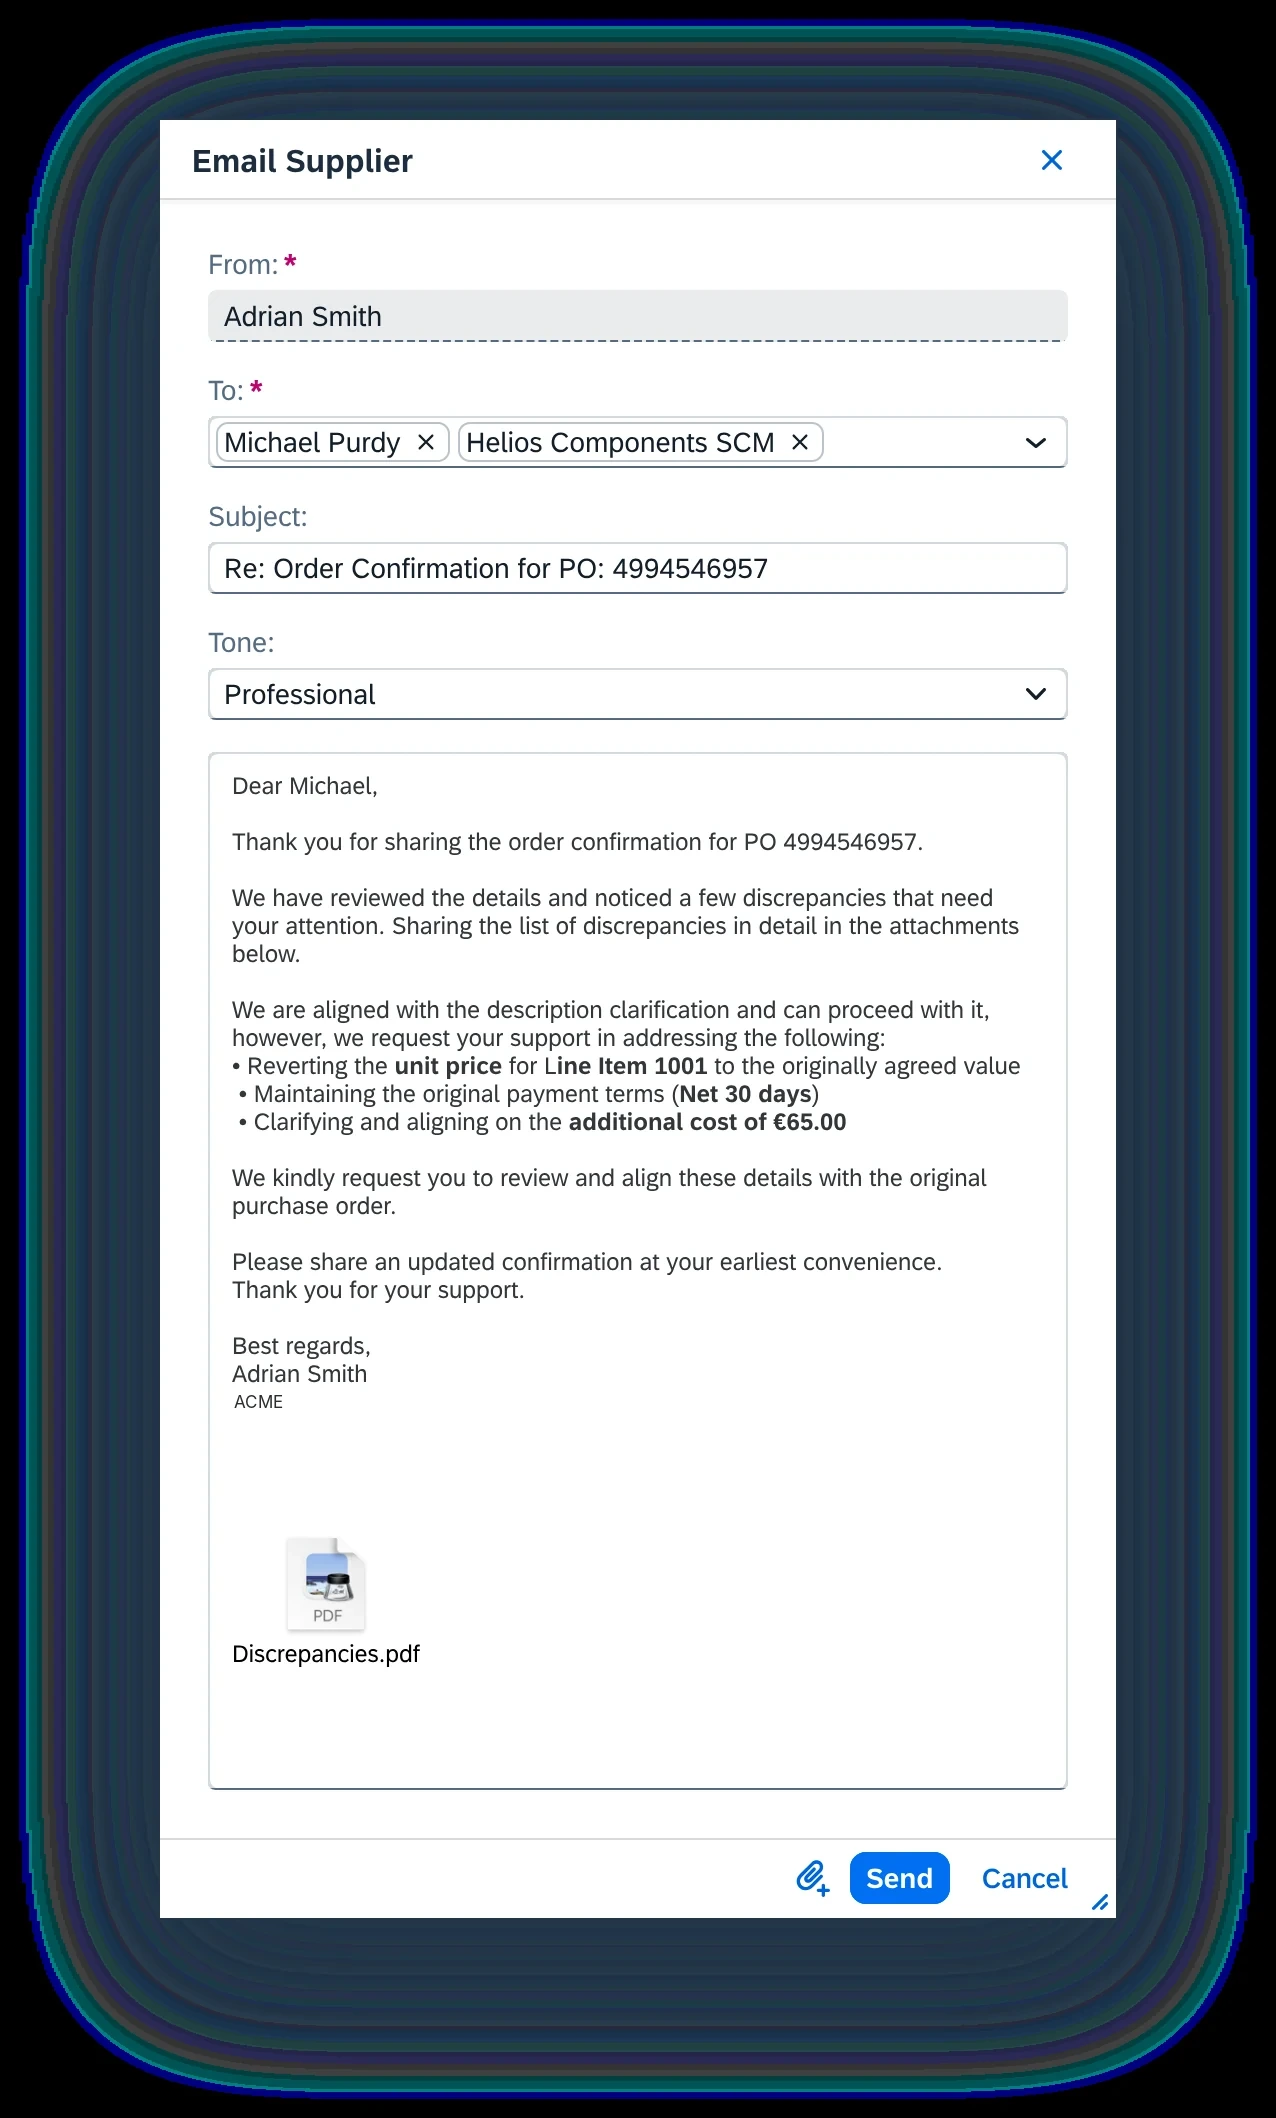 Email Supplier
From: *
Adrian Smith
To: *
Michael Purdy Helios Components SCM
Subject:
Re: Order Confirmation for PO: 4994546957
Tone:
Professional
Dear Michael,
Thank you for sharing the order confirmation for PO 4994546957.
We have reviewed the details and noticed a few discrepancies that need
your attention. Sharing the list of discrepancies in detail in the attachments
below.
We are aligned with the description clarification and can proceed with it,
however, we request your support in addressing the following:
• Reverting the unit price for Line Item 1001 to the originally agreed value
• Maintaining the original payment terms (Net 30 days)
• Clarifying and aligning on the additional cost of €65.00
We kindly request you to review and align these details with the original
purchase order.
Please share an updated confirmation at your earliest convenience.
Thank you for your support.
Best regards,
Adrian Smith
ACME
PDF
Discrepancies.pdf
Send Cancel